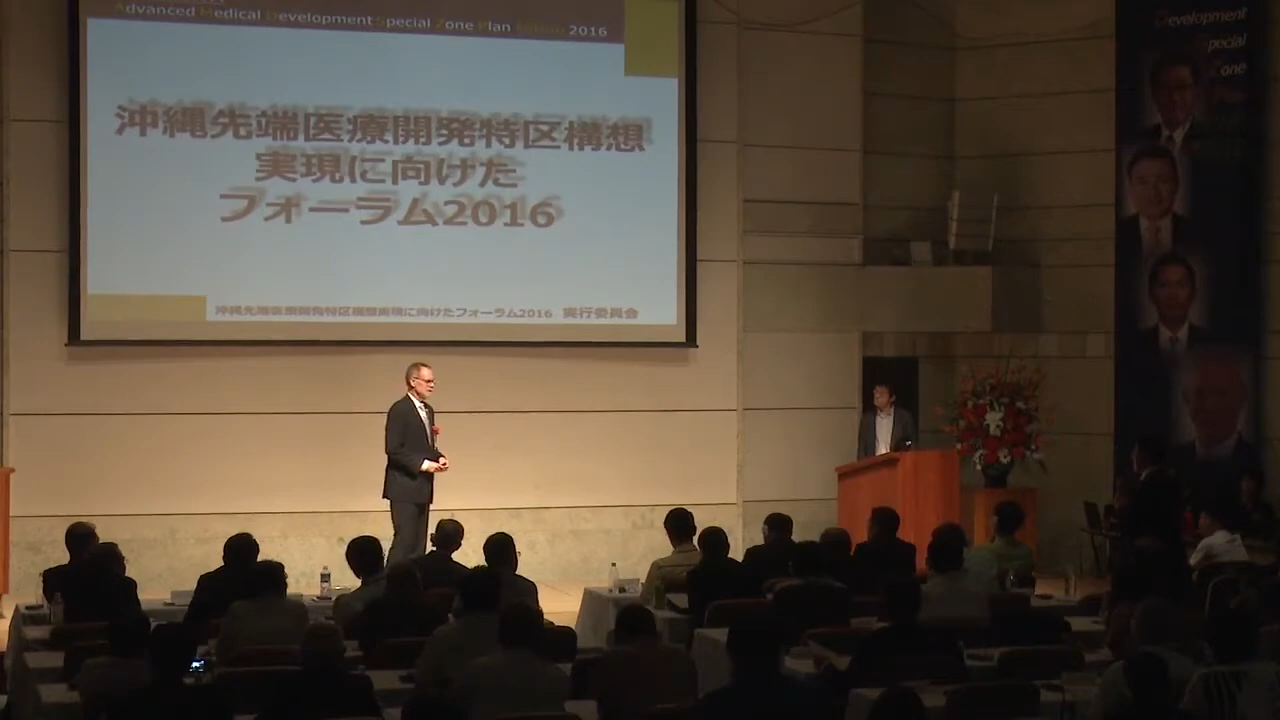 Advanced Medical Development Special Zone Plan Forum 2016
沖縄先端医療開発特区構想
実現に向けた
フォーラム2016
沖縄先端医療開発特区構想実現に向けたフォーラム2016 実行委員会
Development
Special
Zone